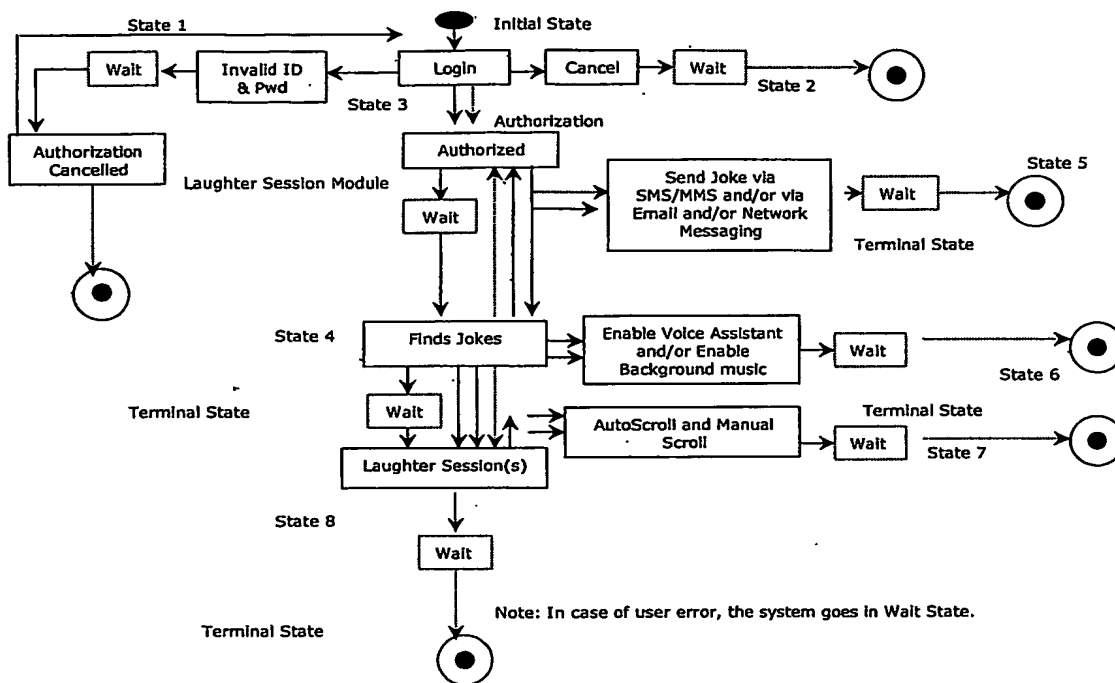 State 1
Initial State
Wait
Invalid ID
& Pwd
Login
Cancel
Wait
State 2
State 3
Authorization
Authorization
Cancelled
Authorized
Laughter Session Module
Wait
Send Joke via
SMS/MMS and/or via
Email and/or Network
Messaging
Wait
State 5
Terminal State
State 4
Finds Jokes
Enable Voice Assistant
and/or Enable
Background music
Wait
State 6
Terminal State
Wait
AutoScroll and Manual
Scroll
Terminal State
Wait
State 7
Laughter Session(s)
State 8
Wait
Note: In case of user error, the system goes in Wait State.
Terminal State